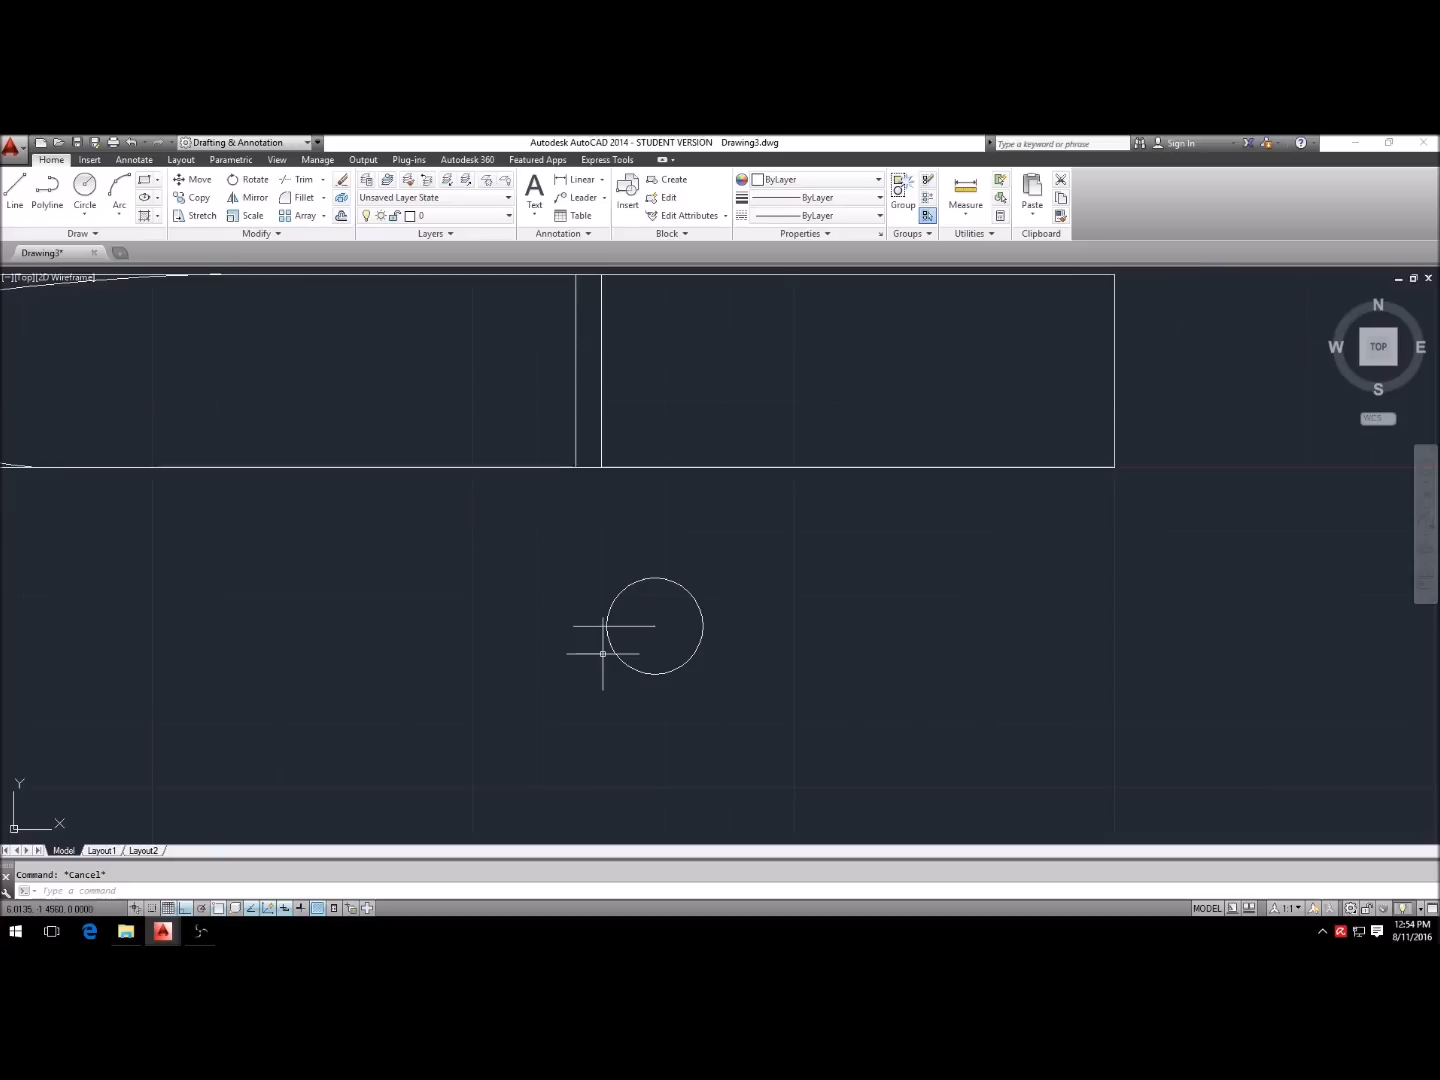 Drafting & Annotation
Autodesk AutoCAD 2014 - STUDENT VERSION Drawing3.dwg
Type a keyword or phrase
Sign In
Home Insert Annotate Layout Parametric View Manage Output Plug-ins Autodesk 360 Featured Apps Express Tools
Line Polyline Circle Arc
Move Rotate Trim
Copy Mirror Fillet
Stretch Scale Array
Unsaved Layer State
0
Text
Linear
Leader
Table
Insert
Create
Edit
Edit Attributes
ByLayer
ByLayer
ByLayer
Group
Measure
Paste
Draw Modify Layers Annotation Block Properties Groups Utilities Clipboard
Drawing3*
[−][Top][2D Wireframe]
N
W TOP E
S
WCS
Y
X
Model Layout1 Layout2
Command: *Cancel*
Type a command
6.0135, -1.4560, 0.0000
MODEL
1:1
12:54 PM
8/11/2016